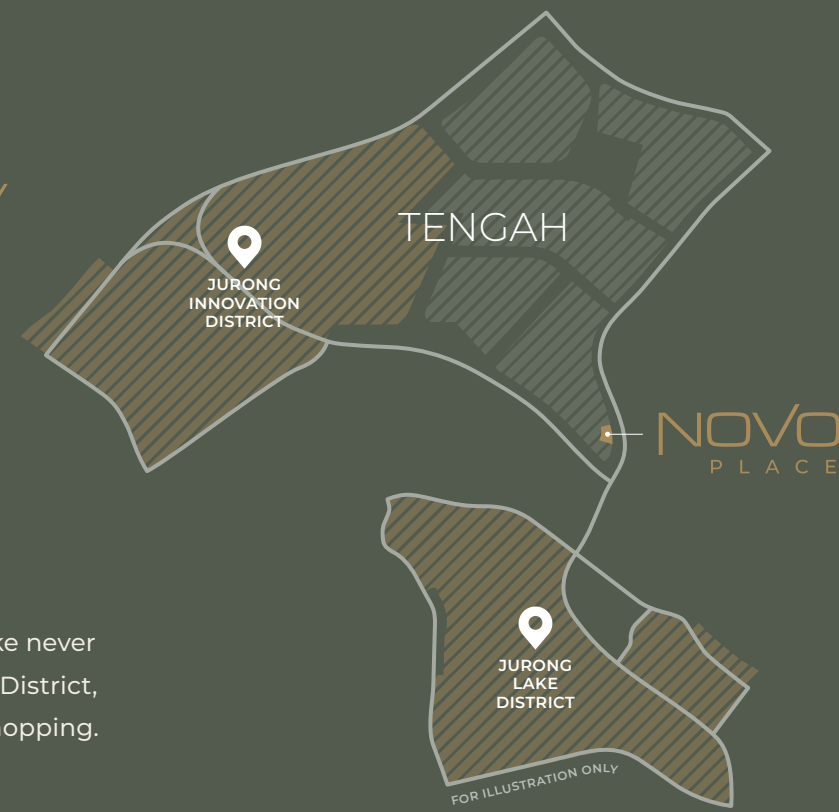 TENGAH
JURONG
INNOVATION
DISTRICT
NOVO
PLACE
ke never
District,
opping.
JURONG
LAKE
DISTRICT
FOR ILLUSTRATION ONLY